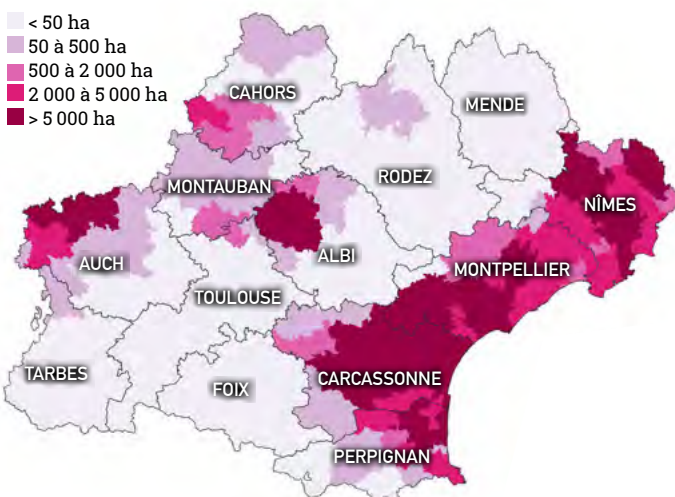 < 50 ha
50 à 500 ha
500 à 2 000 ha
2 000 à 5 000 ha
> 5 000 ha
CAHORS
MENDE
RODEZ
MONTAUBAN
NÎMES
AUCH
ALBI
MONTPELLIER
TOULOUSE
TARBES
FOIX
CARCASSONNE
PERPIGNAN